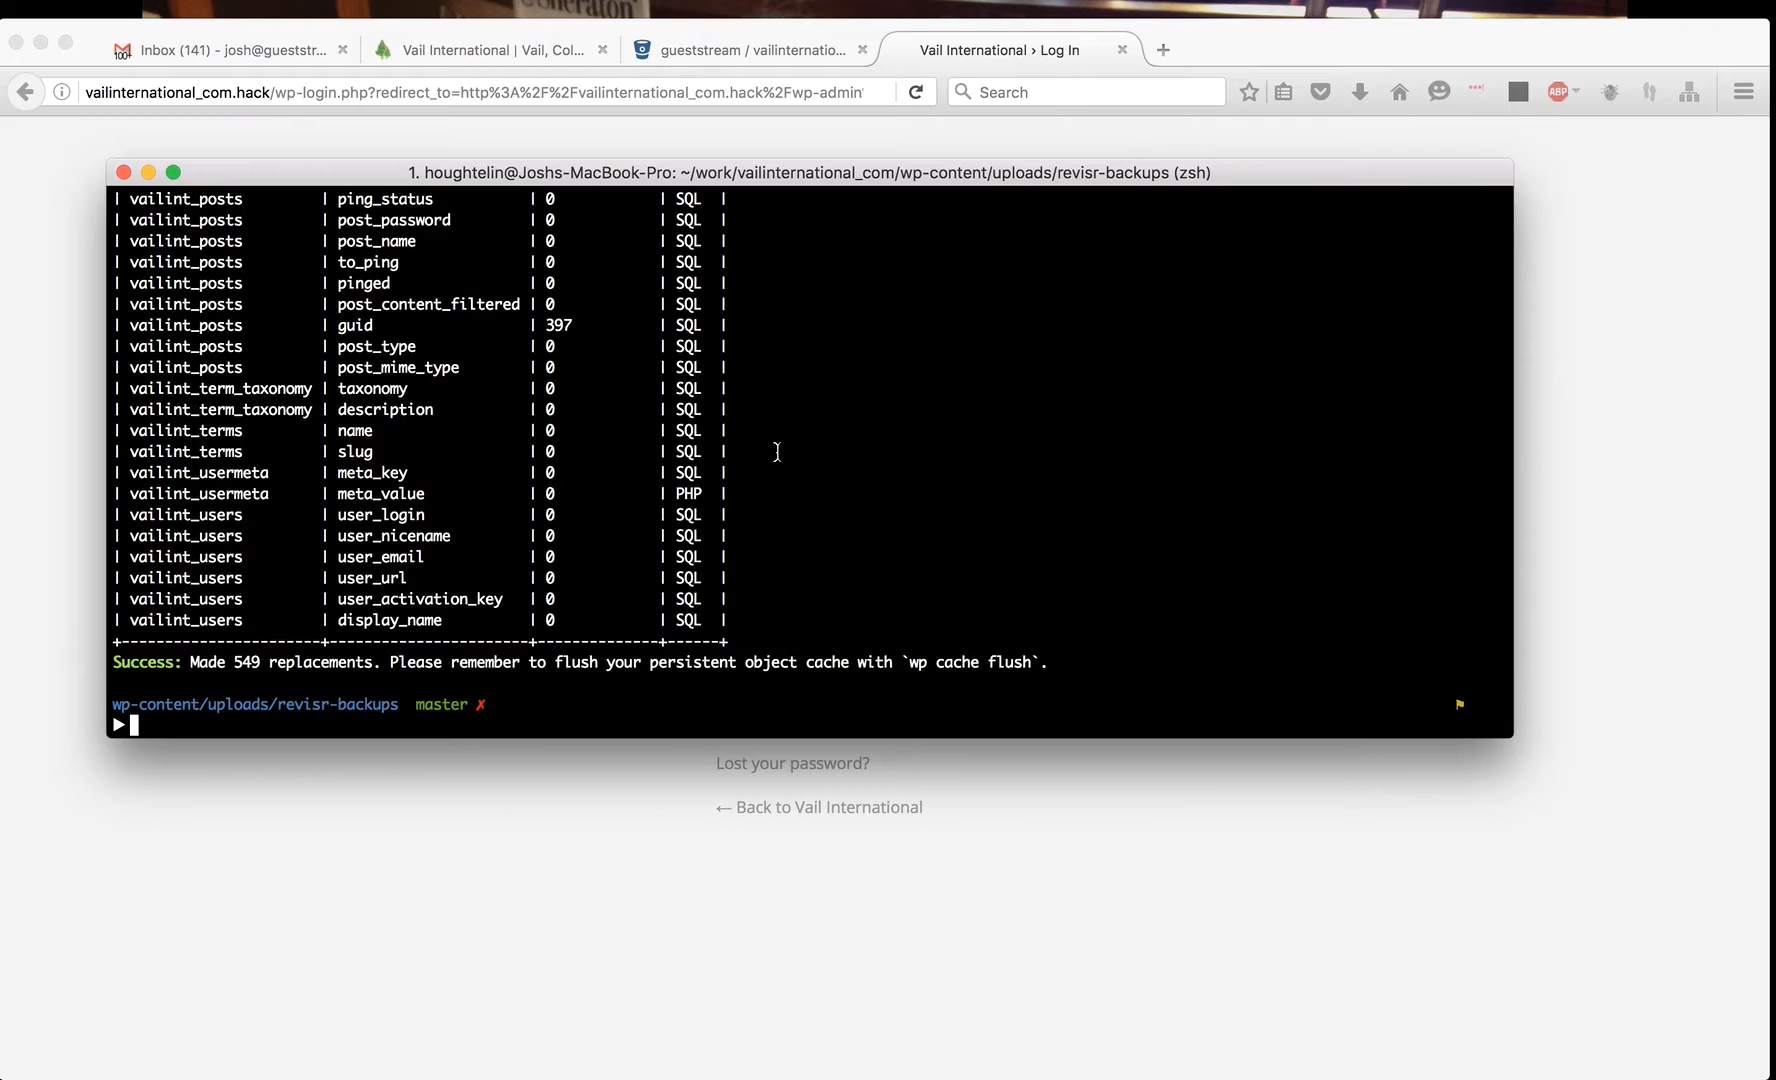 Sheraton
Inbox (141) - josh@gueststr...
Vail International | Vail, Col...
gueststream / vailinternatio...
Vail International › Log In
vailinternational_com.hack/wp-login.php?redirect_to=http%3A%2F%2Fvailinternational_com.hack%2Fwp-admin
Search
ABP
1. houghtelin@Joshs-MacBook-Pro: ~/work/vailinternational_com/wp-content/uploads/revisr-backups (zsh)
| vailint_posts | ping_status | 0 | SQL |
| vailint_posts | post_password | 0 | SQL |
| vailint_posts | post_name | 0 | SQL |
| vailint_posts | to_ping | 0 | SQL |
| vailint_posts | pinged | 0 | SQL |
| vailint_posts | post_content_filtered | 0 | SQL |
| vailint_posts | guid | 397 | SQL |
| vailint_posts | post_type | 0 | SQL |
| vailint_posts | post_mime_type | 0 | SQL |
| vailint_term_taxonomy | taxonomy | 0 | SQL |
| vailint_term_taxonomy | description | 0 | SQL |
| vailint_terms | name | 0 | SQL |
| vailint_terms | slug | 0 | SQL |
| vailint_usermeta | meta_key | 0 | SQL |
| vailint_usermeta | meta_value | 0 | PHP |
| vailint_users | user_login | 0 | SQL |
| vailint_users | user_nicename | 0 | SQL |
| vailint_users | user_email | 0 | SQL |
| vailint_users | user_url | 0 | SQL |
| vailint_users | user_activation_key | 0 | SQL |
| vailint_users | display_name | 0 | SQL |
+-----------------------+-----------------------+--------------+------+
Success: Made 549 replacements. Please remember to flush your persistent object cache with `wp cache flush`.
wp-content/uploads/revisr-backups master ✗
Lost your password?
← Back to Vail International